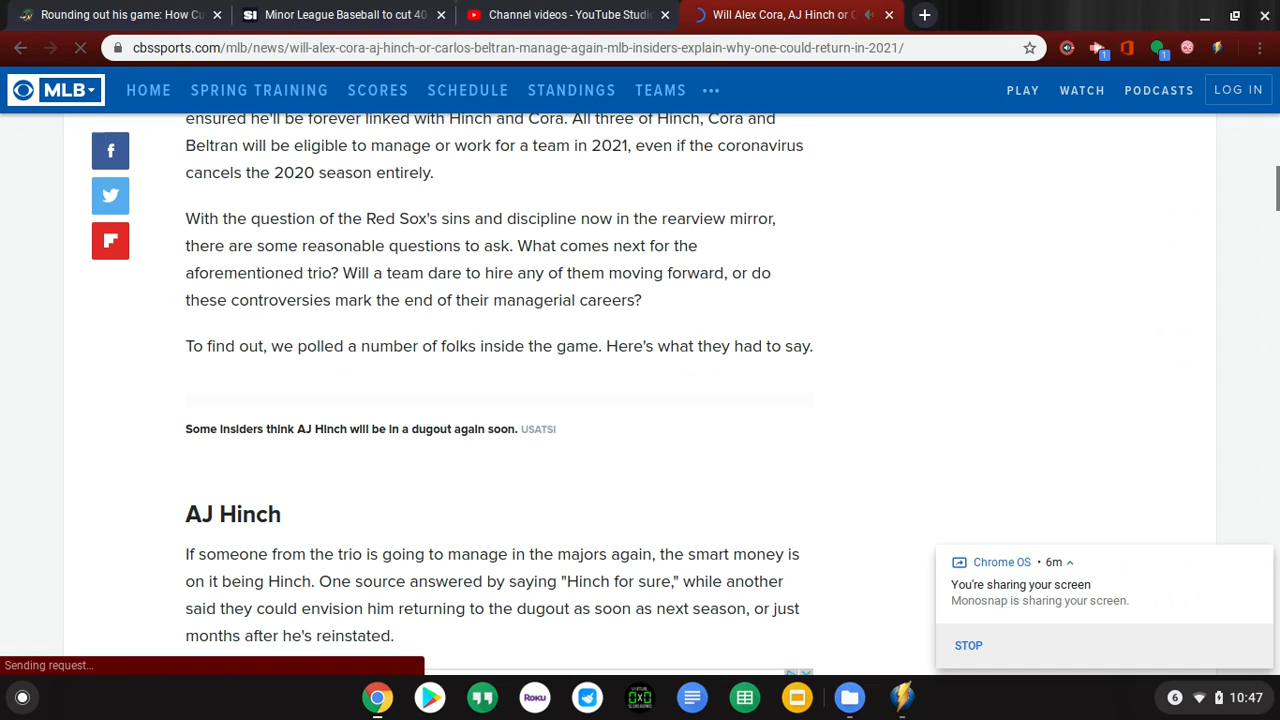 Rounding out his game: How Cu
Minor League Baseball to cut 40
Channel videos - YouTube Studi
Will Alex Cora, AJ Hinch or C
cbssports.com/mlb/news/will-alex-cora-aj-hinch-or-carlos-beltran-manage-again-mlb-insiders-explain-why-one-could-return-in-2021/
1
1
MLB
HOME
SPRING TRAINING
SCORES
SCHEDULE
STANDINGS
TEAMS
PLAY
WATCH
PODCASTS
LOG IN
ensured he'll be forever linked with Hinch and Cora. All three of Hinch, Cora and
Beltran will be eligible to manage or work for a team in 2021, even if the coronavirus
cancels the 2020 season entirely.
With the question of the Red Sox's sins and discipline now in the rearview mirror,
there are some reasonable questions to ask. What comes next for the
aforementioned trio? Will a team dare to hire any of them moving forward, or do
these controversies mark the end of their managerial careers?
To find out, we polled a number of folks inside the game. Here's what they had to say.
Some insiders think AJ Hinch will be in a dugout again soon. USATSI
AJ Hinch
If someone from the trio is going to manage in the majors again, the smart money is
on it being Hinch. One source answered by saying "Hinch for sure," while another
said they could envision him returning to the dugout as soon as next season, or just
months after he's reinstated.
Chrome OS • 6m
You're sharing your screen
Monosnap is sharing your screen.
STOP
Sending request...
Roku
0X0
6
10:47